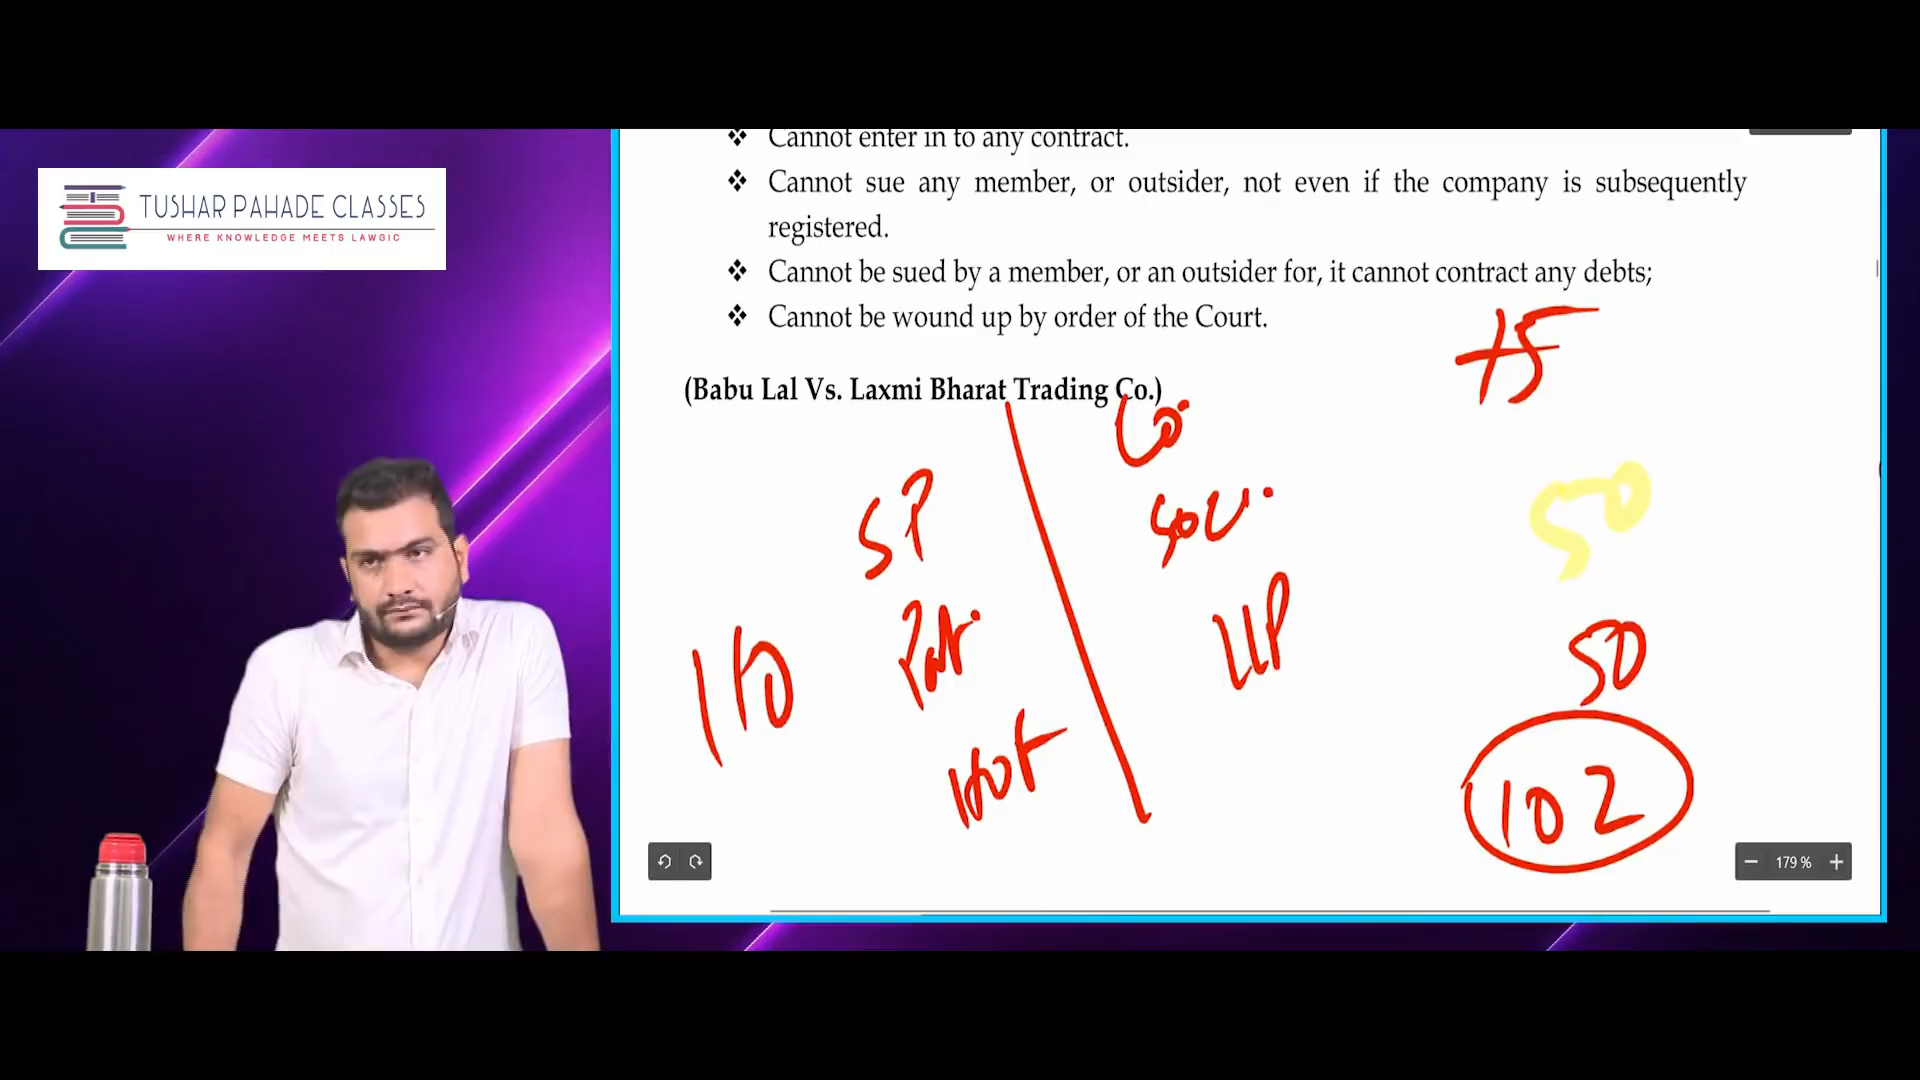 TUSHAR PAHADE CLASSES
WHERE KNOWLEDGE MEETS LAWGIC
❖ Cannot enter in to any contract.
❖ Cannot sue any member, or outsider, not even if the company is subsequently
registered.
❖ Cannot be sued by a member, or an outsider for, it cannot contract any debts;
❖ Cannot be wound up by order of the Court.
(Babu Lal Vs. Laxmi Bharat Trading Co.)
+5
Co.
SP
Soc.
50
LLP
50
HUF
102
179 %